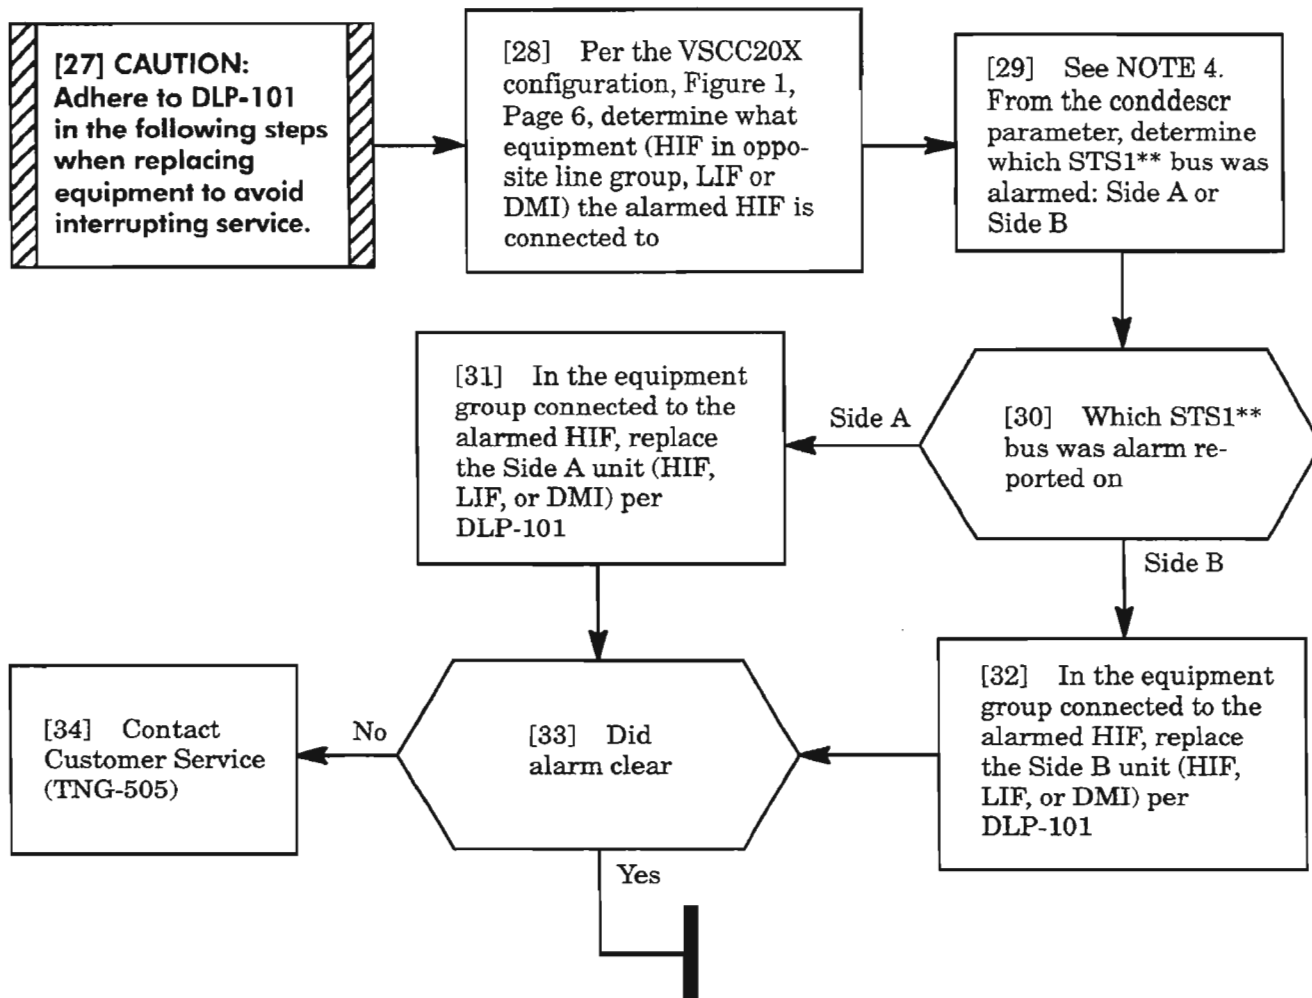 [27] CAUTION:
Adhere to DLP-101
in the following steps
when replacing
equipment to avoid
interrupting service.
[28] Per the VSCC20X
configuration, Figure 1,
Page 6, determine what
equipment (HIF in oppo-
site line group, LIF or
DMI) the alarmed HIF is
connected to
[29] See NOTE 4.
From the conddescr
parameter, determine
which STS1** bus was
alarmed: Side A or
Side B
[30] Which STS1**
bus was alarm re-
ported on
Side A
Side B
[31] In the equipment
group connected to the
alarmed HIF, replace
the Side A unit (HIF,
LIF, or DMI) per
DLP-101
[32] In the equipment
group connected to the
alarmed HIF, replace
the Side B unit (HIF,
LIF, or DMI) per
DLP-101
[33] Did
alarm clear
No
Yes
[34] Contact
Customer Service
(TNG-505)